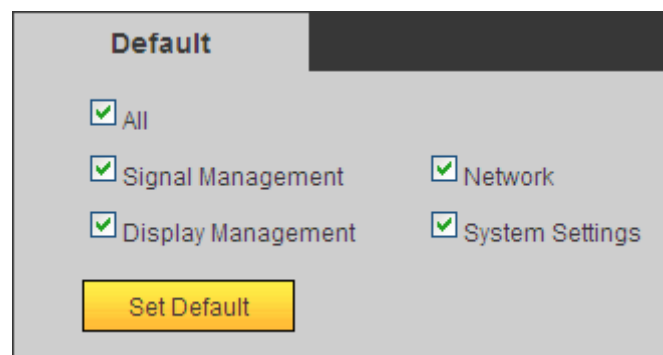 Default
All
Signal Management Network
Display Management System Settings
Set Default